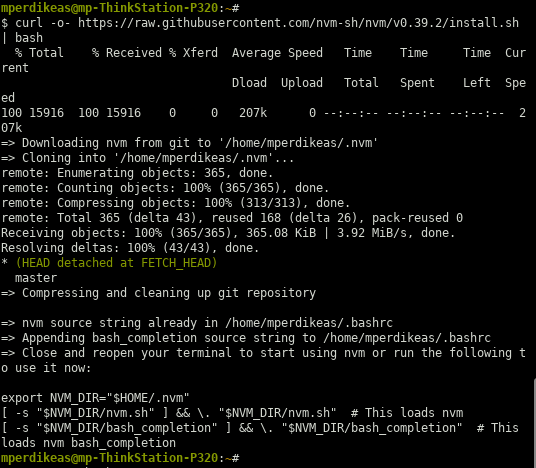 mperdikeas@mp-ThinkStation-P320:~#
$ curl -o- https://raw.githubusercontent.com/nvm-sh/nvm/v0.39.2/install.sh
| bash
  % Total    % Received % Xferd  Average Speed   Time    Time     Time  Cur
rent
                                 Dload  Upload   Total   Spent    Left  Spe
ed
100 15916  100 15916    0     0   207k      0 --:--:-- --:--:-- --:--:--  2
07k
=> Downloading nvm from git to '/home/mperdikeas/.nvm'
=> Cloning into '/home/mperdikeas/.nvm'...
remote: Enumerating objects: 365, done.
remote: Counting objects: 100% (365/365), done.
remote: Compressing objects: 100% (313/313), done.
remote: Total 365 (delta 43), reused 168 (delta 26), pack-reused 0
Receiving objects: 100% (365/365), 365.08 KiB | 3.92 MiB/s, done.
Resolving deltas: 100% (43/43), done.
* (HEAD detached at FETCH_HEAD)
  master
=> Compressing and cleaning up git repository

=> nvm source string already in /home/mperdikeas/.bashrc
=> Appending bash_completion source string to /home/mperdikeas/.bashrc
=> Close and reopen your terminal to start using nvm or run the following t
o use it now:

export NVM_DIR="$HOME/.nvm"
[ -s "$NVM_DIR/nvm.sh" ] && \. "$NVM_DIR/nvm.sh"  # This loads nvm
[ -s "$NVM_DIR/bash_completion" ] && \. "$NVM_DIR/bash_completion"  # This
loads nvm bash_completion
mperdikeas@mp-ThinkStation-P320:~#